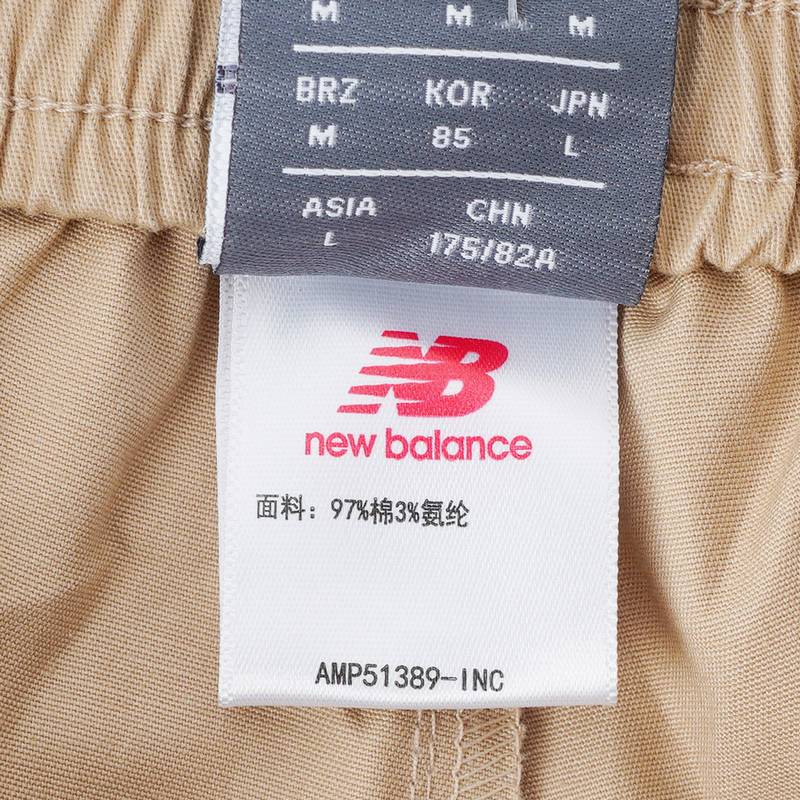 M M M
BRZ KOR JPN
M 85 L
ASIA CHN
L 175/82A
NB
new balance
面料：97%棉3%氨纶
AMP51389-INC